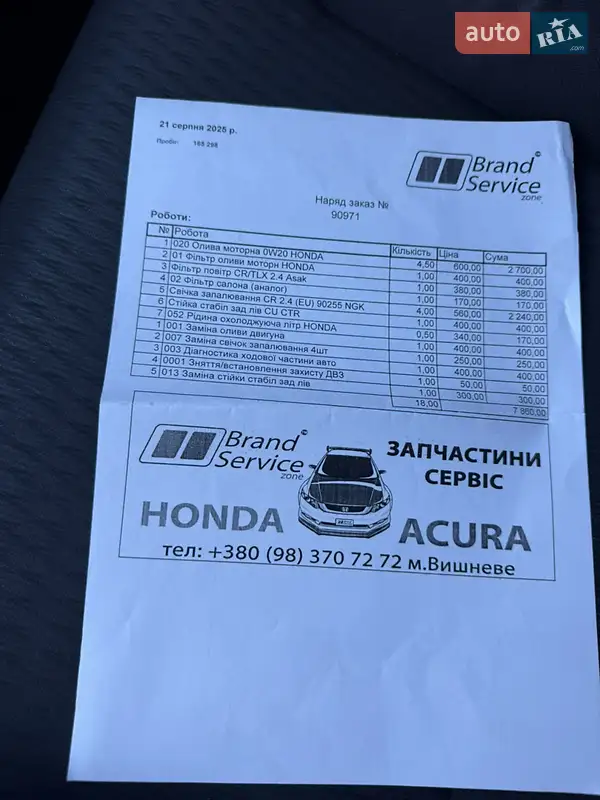 auto RIA .com
21 серпня 2025 р.
Пробіг:
Brand Service zone
Наряд заказ №
90971
Роботи:
№ Робота Кількість Ціна Сума
1 020 Олива моторна 0W20 HONDA 4,50 600,00 2 700,00
2 01 Фільтр оливи моторн HONDA 1,00 400,00 400,00
3 Фільтр повітр CR/TLX 2.4 Asak 1,00 380,00 380,00
4 02 Фільтр салона (аналог) 1,00 170,00 170,00
5 Свічка запалювання CR 2.4 (EU) 90255 NGK 4,00 560,00 2 240,00
6 Стійка стабіл зад лів CU CTR 1,00 400,00 400,00
7 052 Рідина охолоджуюча літр HONDA 0,50 340,00 170,00
1 001 Заміна оливи двигуна 1,00 400,00 400,00
2 007 Замiна свічок запалювання 4шт 1,00 250,00 250,00
3 003 Діагностика ходової частини авто 1,00 400,00 400,00
4 0001 Зняття/встановлення захисту ДВЗ 1,00 50,00 50,00
5 013 Заміна стійки стабіл зад лів 1,00 300,00 300,00
18,00 7 860,00
Brand Service zone
ЗАПЧАСТИНИ
СЕРВІС
HONDA ACURA
тел: +380 (98) 370 72 72 м.Вишневе